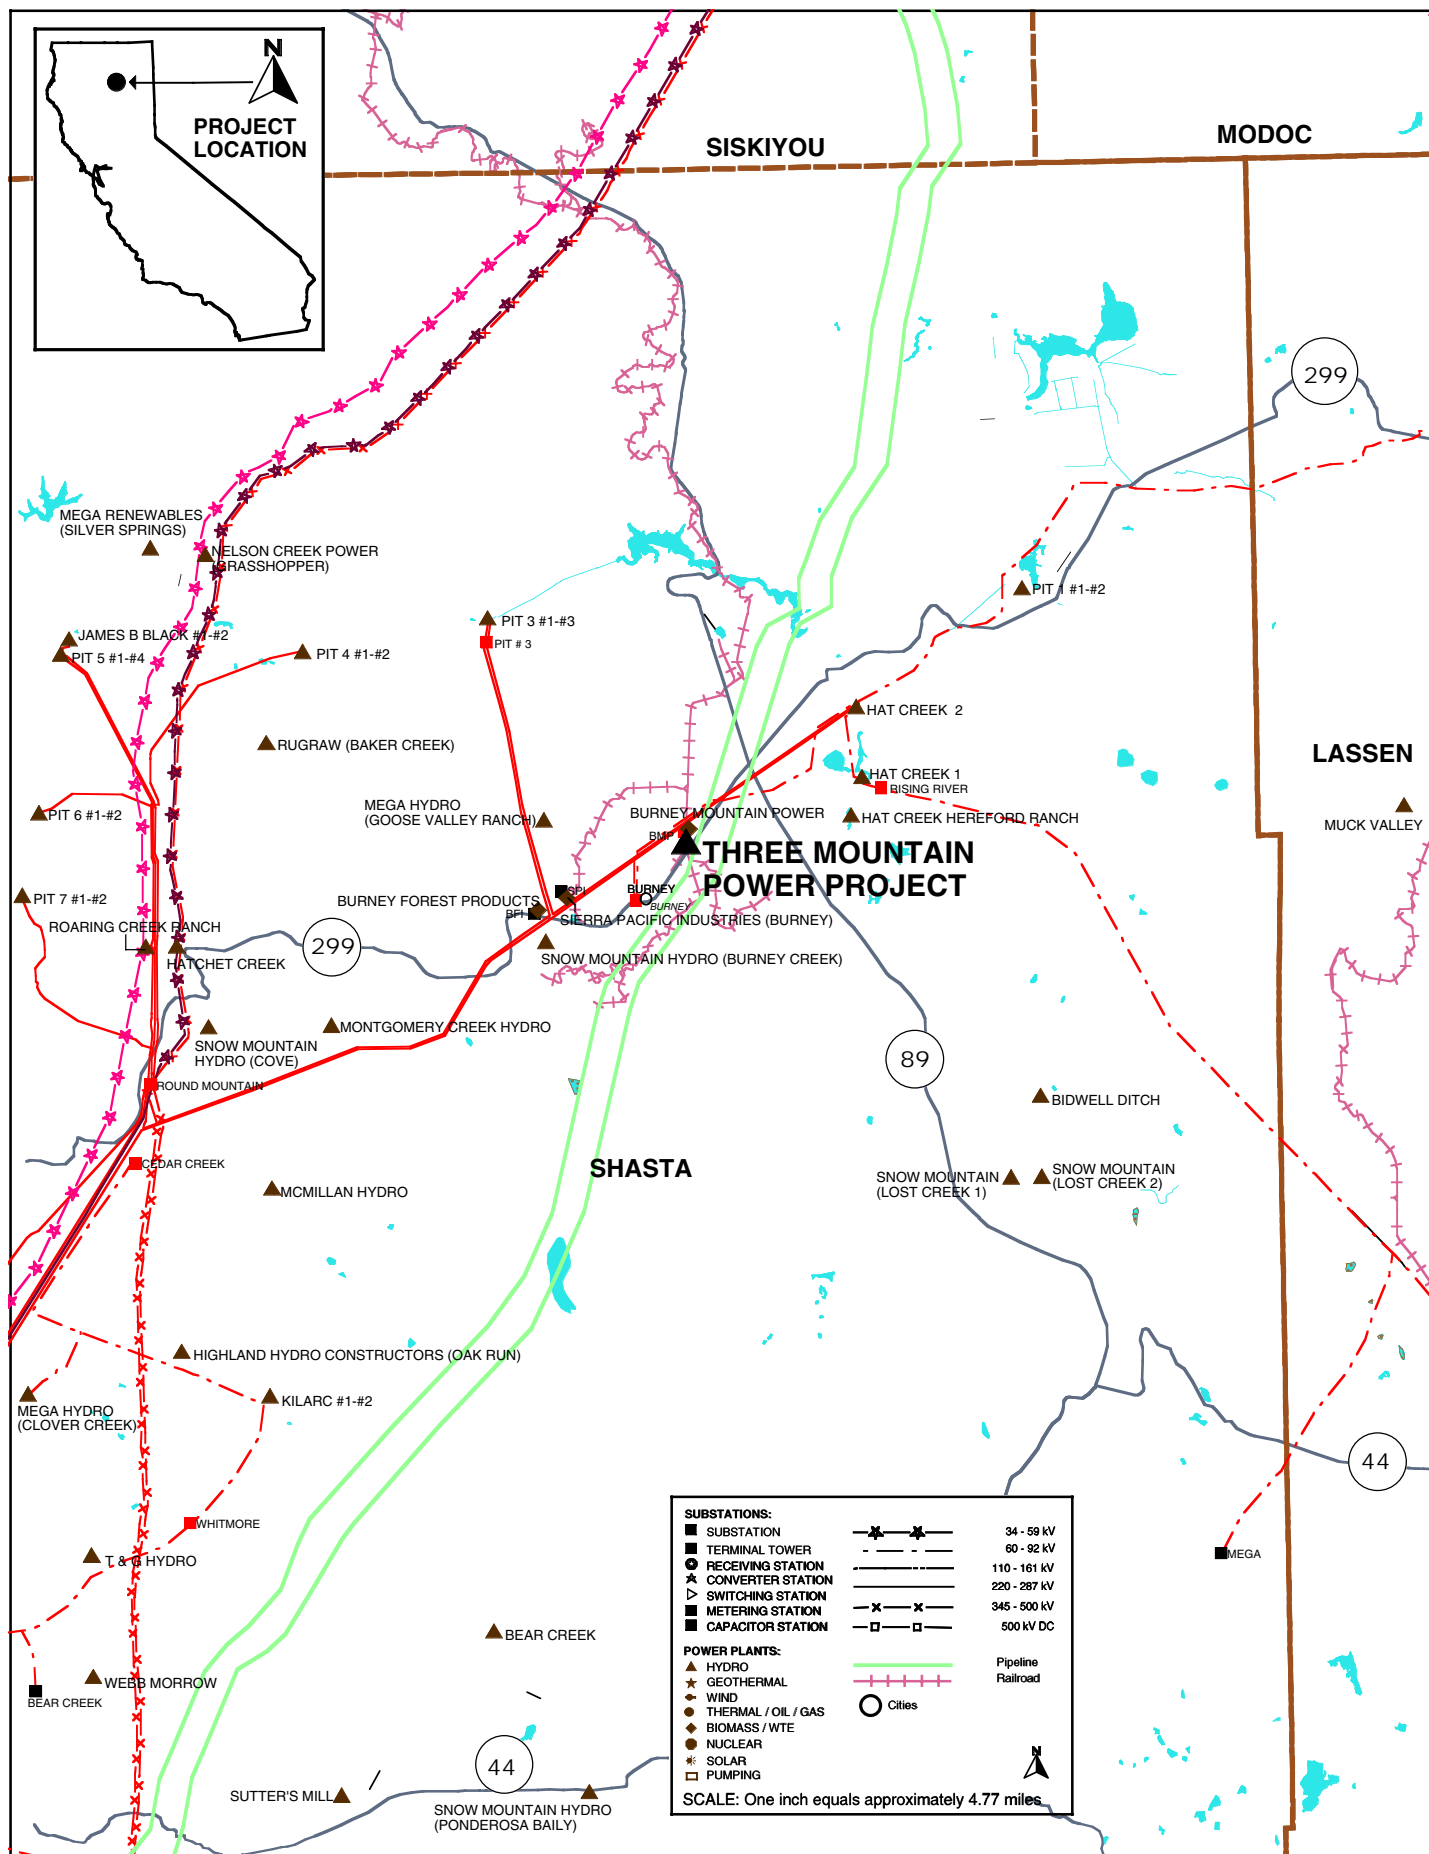 N
PROJECT
LOCATION
SISKIYOU
MODOC
299
MEGA RENEWABLES
(SILVER SPRINGS)
NELSON CREEK POWER
(GRASSHOPPER)
PIT 1 #1-#2
PIT 3 #1-#3
JAMES B BLACK #1-#2
PIT # 3
PIT 5 #1-#4
PIT 4 #1-#2
HAT CREEK 2
RUGRAW (BAKER CREEK)
LASSEN
HAT CREEK 1
RISING RIVER
MEGA HYDRO
(GOOSE VALLEY RANCH)
BURNEY MOUNTAIN POWER
PIT 6 #1-#2
HAT CREEK HEREFORD RANCH
MUCK VALLEY
BMP
THREE MOUNTAIN
POWER PROJECT
SPI
BURNEY
BURNEY
PIT 7 #1-#2
BURNEY FOREST PRODUCTS
BFI
SIERRA PACIFIC INDUSTRIES (BURNEY)
ROARING CREEK RANCH
299
HATCHET CREEK
SNOW MOUNTAIN HYDRO (BURNEY CREEK)
MONTGOMERY CREEK HYDRO
SNOW MOUNTAIN
HYDRO (COVE)
89
ROUND MOUNTAIN
BIDWELL DITCH
CEDAR CREEK
SHASTA
SNOW MOUNTAIN
(LOST CREEK 1)
SNOW MOUNTAIN
(LOST CREEK 2)
MCMILLAN HYDRO
HIGHLAND HYDRO CONSTRUCTORS (OAK RUN)
KILARC #1-#2
MEGA HYDRO
(CLOVER CREEK)
44
WHITMORE
T & G HYDRO
MEGA
BEAR CREEK
WEBB MORROW
BEAR CREEK
44
SUTTER'S MILL
SNOW MOUNTAIN HYDRO
(PONDEROSA BAILY)
SUBSTATIONS:
SUBSTATION
TERMINAL TOWER
RECEIVING STATION
CONVERTER STATION
SWITCHING STATION
METERING STATION
CAPACITOR STATION
34 - 59 kV
60 - 92 kV
110 - 161 kV
220 - 287 kV
345 - 500 kV
500 kV DC
POWER PLANTS:
HYDRO
GEOTHERMAL
WIND
THERMAL / OIL / GAS
BIOMASS / WTE
NUCLEAR
SOLAR
PUMPING
Pipeline
Railroad
Cities
N
SCALE: One inch equals approximately 4.77 miles